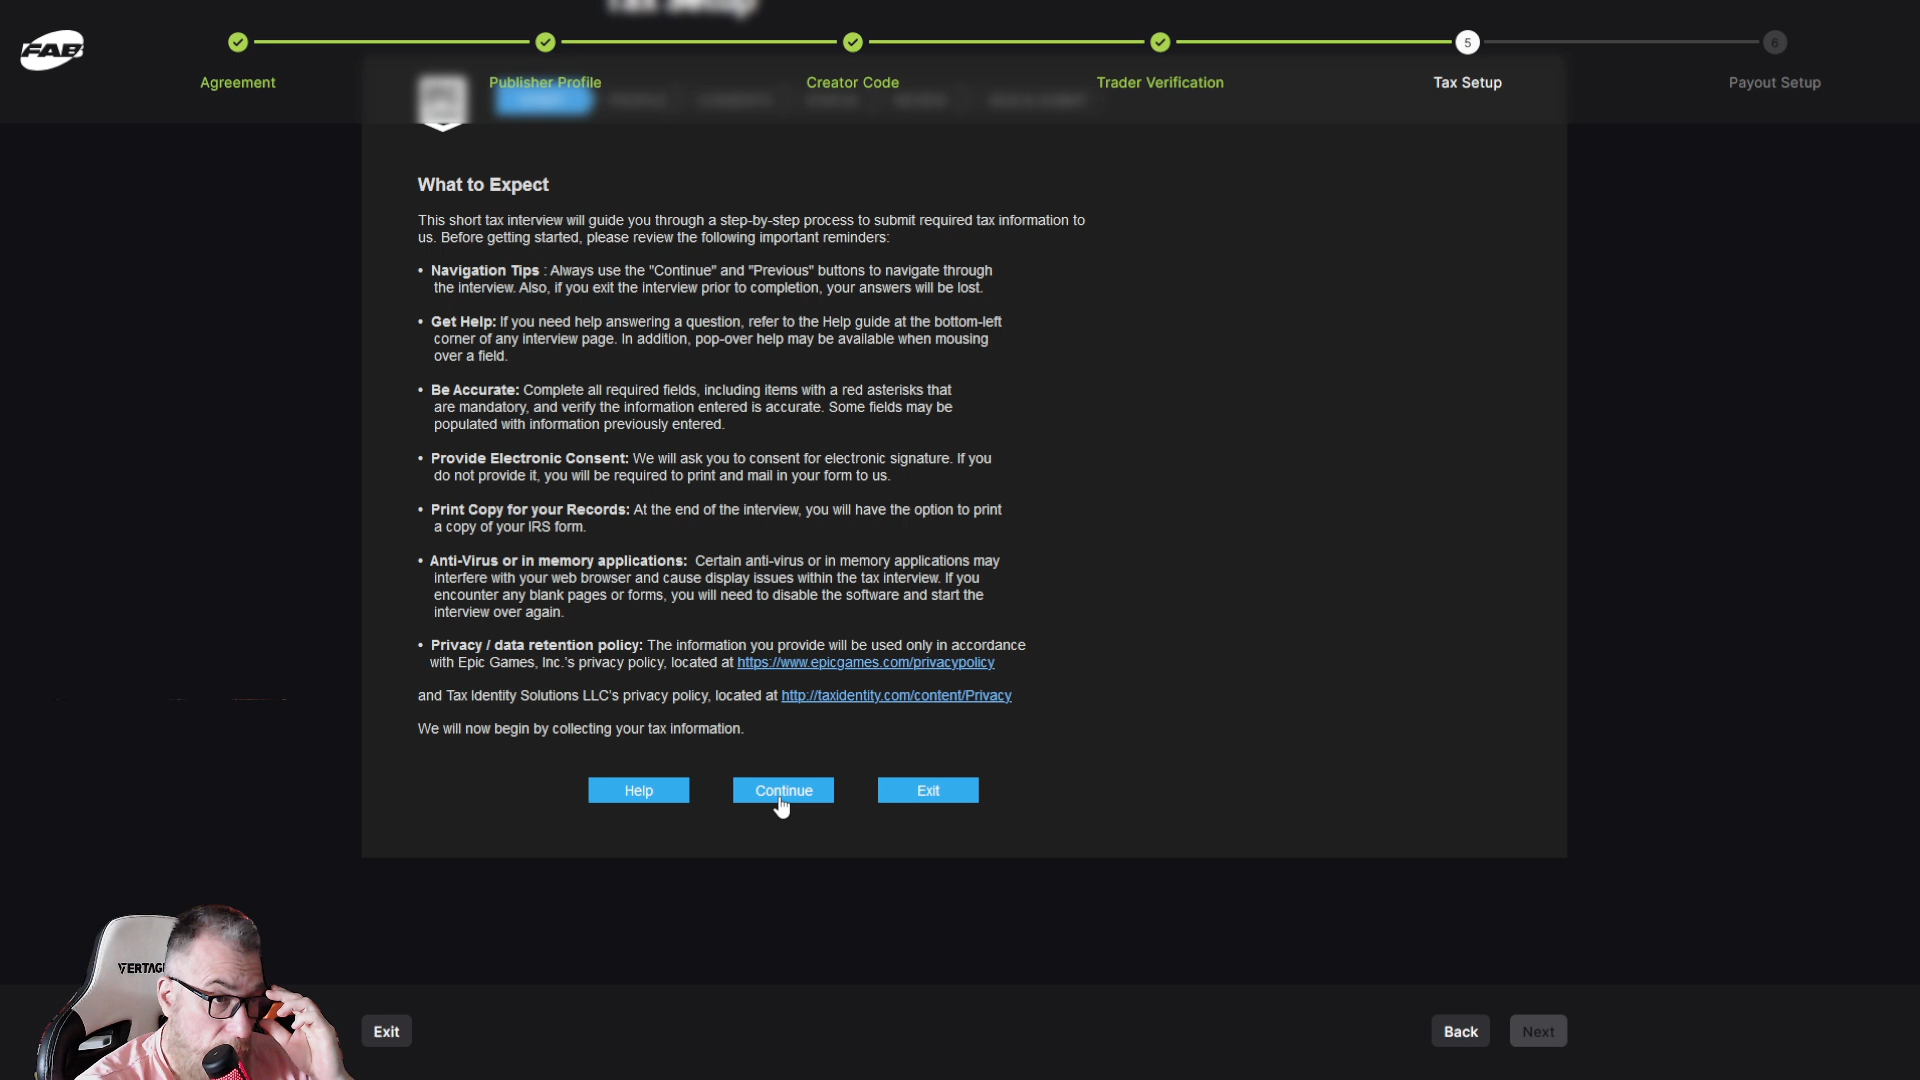 Tax Setup
FAB
5
6
Agreement
Publisher Profile
Creator Code
Trader Verification
Tax Setup
Payout Setup
What to Expect
This short tax interview will guide you through a step-by-step process to submit required tax information to
us. Before getting started, please review the following important reminders:
• Navigation Tips : Always use the "Continue" and "Previous" buttons to navigate through
the interview. Also, if you exit the interview prior to completion, your answers will be lost.
• Get Help: If you need help answering a question, refer to the Help guide at the bottom-left
corner of any interview page. In addition, pop-over help may be available when mousing
over a field.
• Be Accurate: Complete all required fields, including items with a red asterisks that
are mandatory, and verify the information entered is accurate. Some fields may be
populated with information previously entered.
• Provide Electronic Consent: We will ask you to consent for electronic signature. If you
do not provide it, you will be required to print and mail in your form to us.
• Print Copy for your Records: At the end of the interview, you will have the option to print
a copy of your IRS form.
• Anti-Virus or in memory applications: Certain anti-virus or in memory applications may
interfere with your web browser and cause display issues within the tax interview. If you
encounter any blank pages or forms, you will need to disable the software and start the
interview over again.
• Privacy / data retention policy: The information you provide will be used only in accordance
with Epic Games, Inc.'s privacy policy, located at https://www.epicgames.com/privacypolicy
and Tax Identity Solutions LLC's privacy policy, located at http://taxidentity.com/content/Privacy
We will now begin by collecting your tax information.
Help
Continue
Exit
Exit
Back
Next